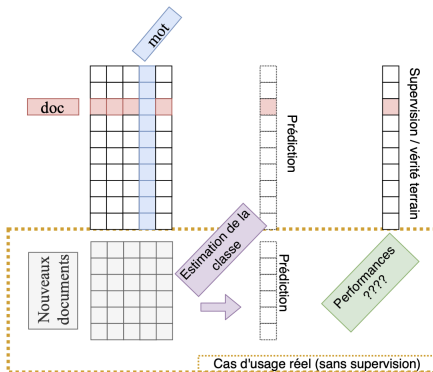 mot
doc
Prédiction
Supervision / vérité terrain
Estimation de la
classe
Nouveaux
documents
Prédiction
Performances
????
Cas d'usage réel (sans supervision)